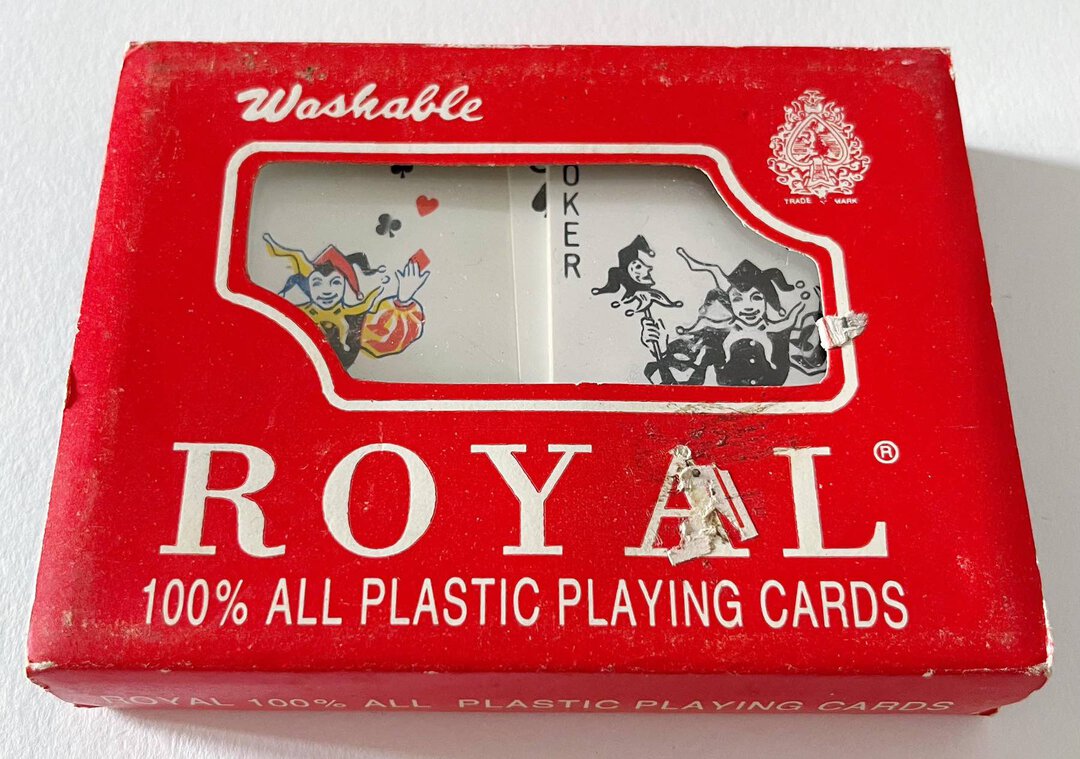 Washable
TRADE MARK
OKER
ROYAL®
100% ALL PLASTIC PLAYING CARDS
ROYAL 100% ALL PLASTIC PLAYING CARDS